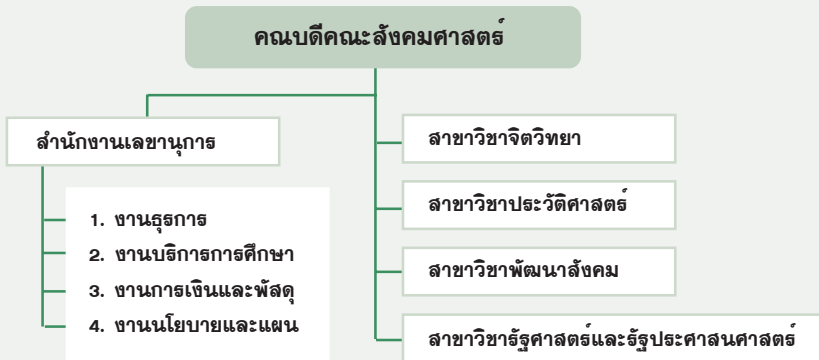 คณบดีคณะสังคมศาสตร์
สำนักงานเลขานุการ
1. งานธุรการ
2. งานบริการการศึกษา
3. งานการเงินและพัสดุ
4. งานนโยบายและแผน
สาขาวิชาจิตวิทยา
สาขาวิชาประวัติศาสตร์
สาขาวิชาพัฒนาสังคม
สาขาวิชารัฐศาสตร์และรัฐประศาสนศาสตร์